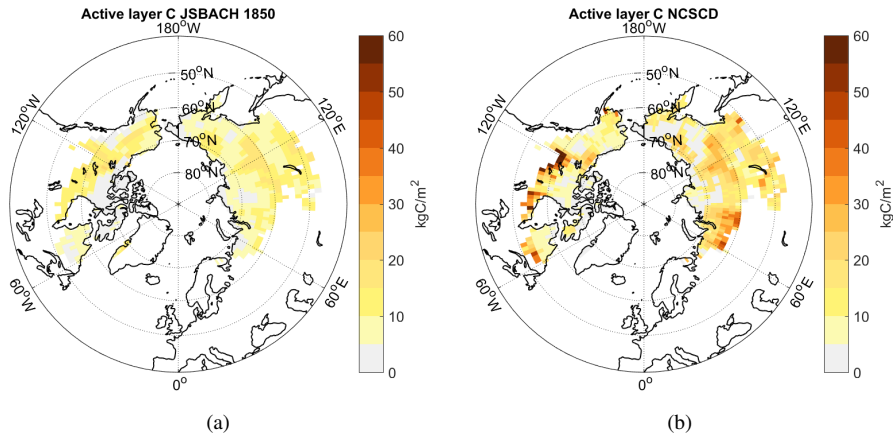 Active layer C JSBACH 1850
180°W
120°W
50°N
60°N
70°N
80°N
120°E
60°W
60°E
0°
60
50
40
30
20
10
0
kgC/m²
(a)
Active layer C NCSCD
180°W
120°W
50°N
60°N
70°N
80°N
120°E
60°W
60°E
0°
60
50
40
30
20
10
0
kgC/m²
(b)